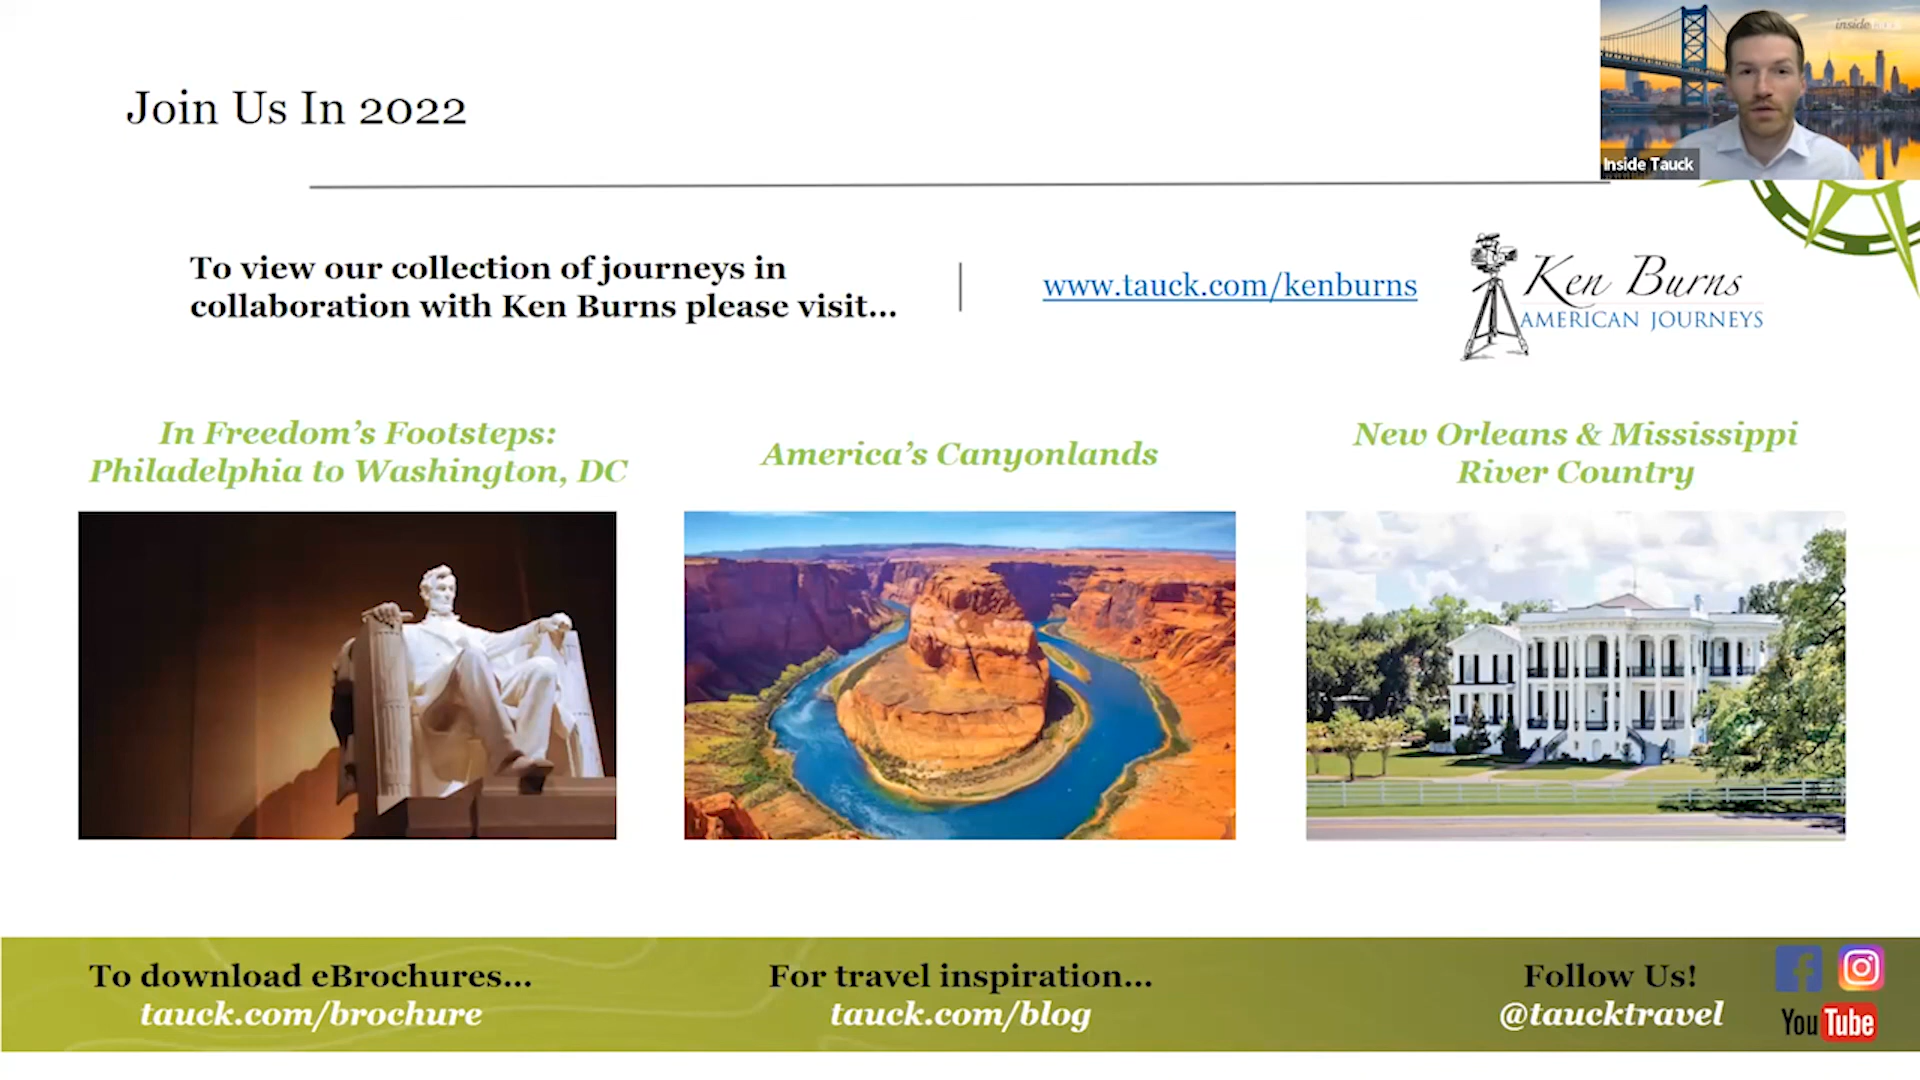 inside
Inside Tauck
Join Us In 2022
To view our collection of journeys in
collaboration with Ken Burns please visit...
www.tauck.com/kenburns
Ken Burns
AMERICAN JOURNEYS
In Freedom's Footsteps:
Philadelphia to Washington, DC
America's Canyonlands
New Orleans & Mississippi
River Country
To download eBrochures...
tauck.com/brochure
For travel inspiration...
tauck.com/blog
Follow Us!
@taucktravel
YouTube